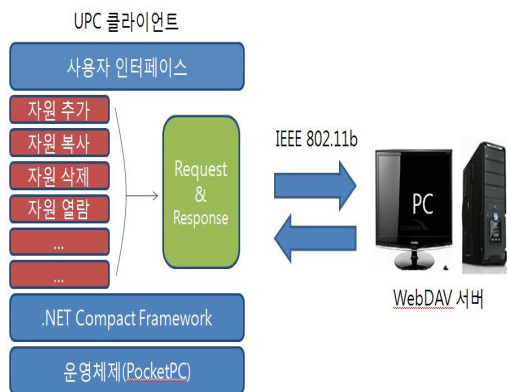 UPC 클라이언트
사용자 인터페이스
자원 추가
자원 복사
자원 삭제
자원 열람
...
...
Request
&
Response
.NET Compact Framework
운영체제(PocketPC)
IEEE 802.11b
PC
WebDAV 서버